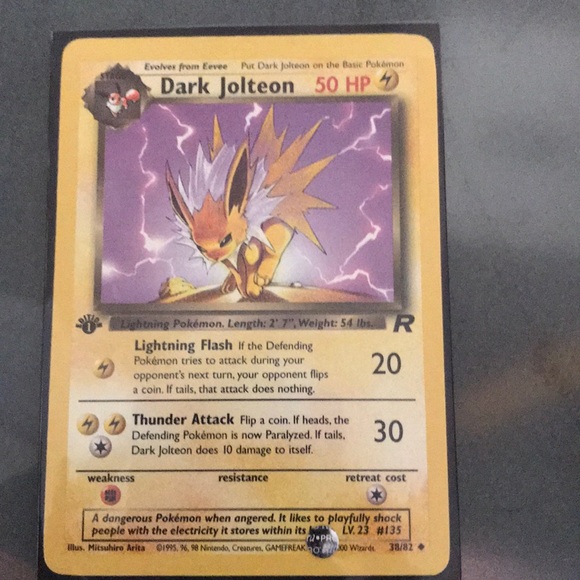 Evolves from Eevee Put Dark Jolteon on the Basic Pokémon
STAGE
Dark Jolteon 50 HP
EDITION
1
Lightning Pokémon. Length: 2' 7", Weight: 54 lbs.
R
Lightning Flash If the Defending
Pokémon tries to attack during your
opponent's next turn, your opponent flips
a coin. If tails, that attack does nothing.
20
Thunder Attack Flip a coin. If heads, the
Defending Pokémon is now Paralyzed. If tails,
Dark Jolteon does 10 damage to itself.
30
weakness resistance retreat cost
A dangerous Pokémon when angered. It likes to playfully shock
people with the electricity it stores within its LV. 23 #135
Illus. Mitsuhiro Arita ©1995, 96, 98 Nintendo, Creatures, GAMEFREAK Wizards. 38/82